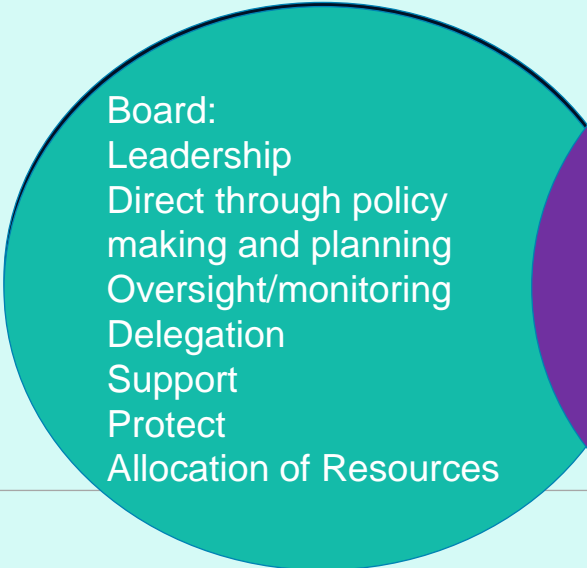 Board:
Leadership
Direct through policy
making and planning
Oversight/monitoring
Delegation
Support
Protect
Allocation of Resources